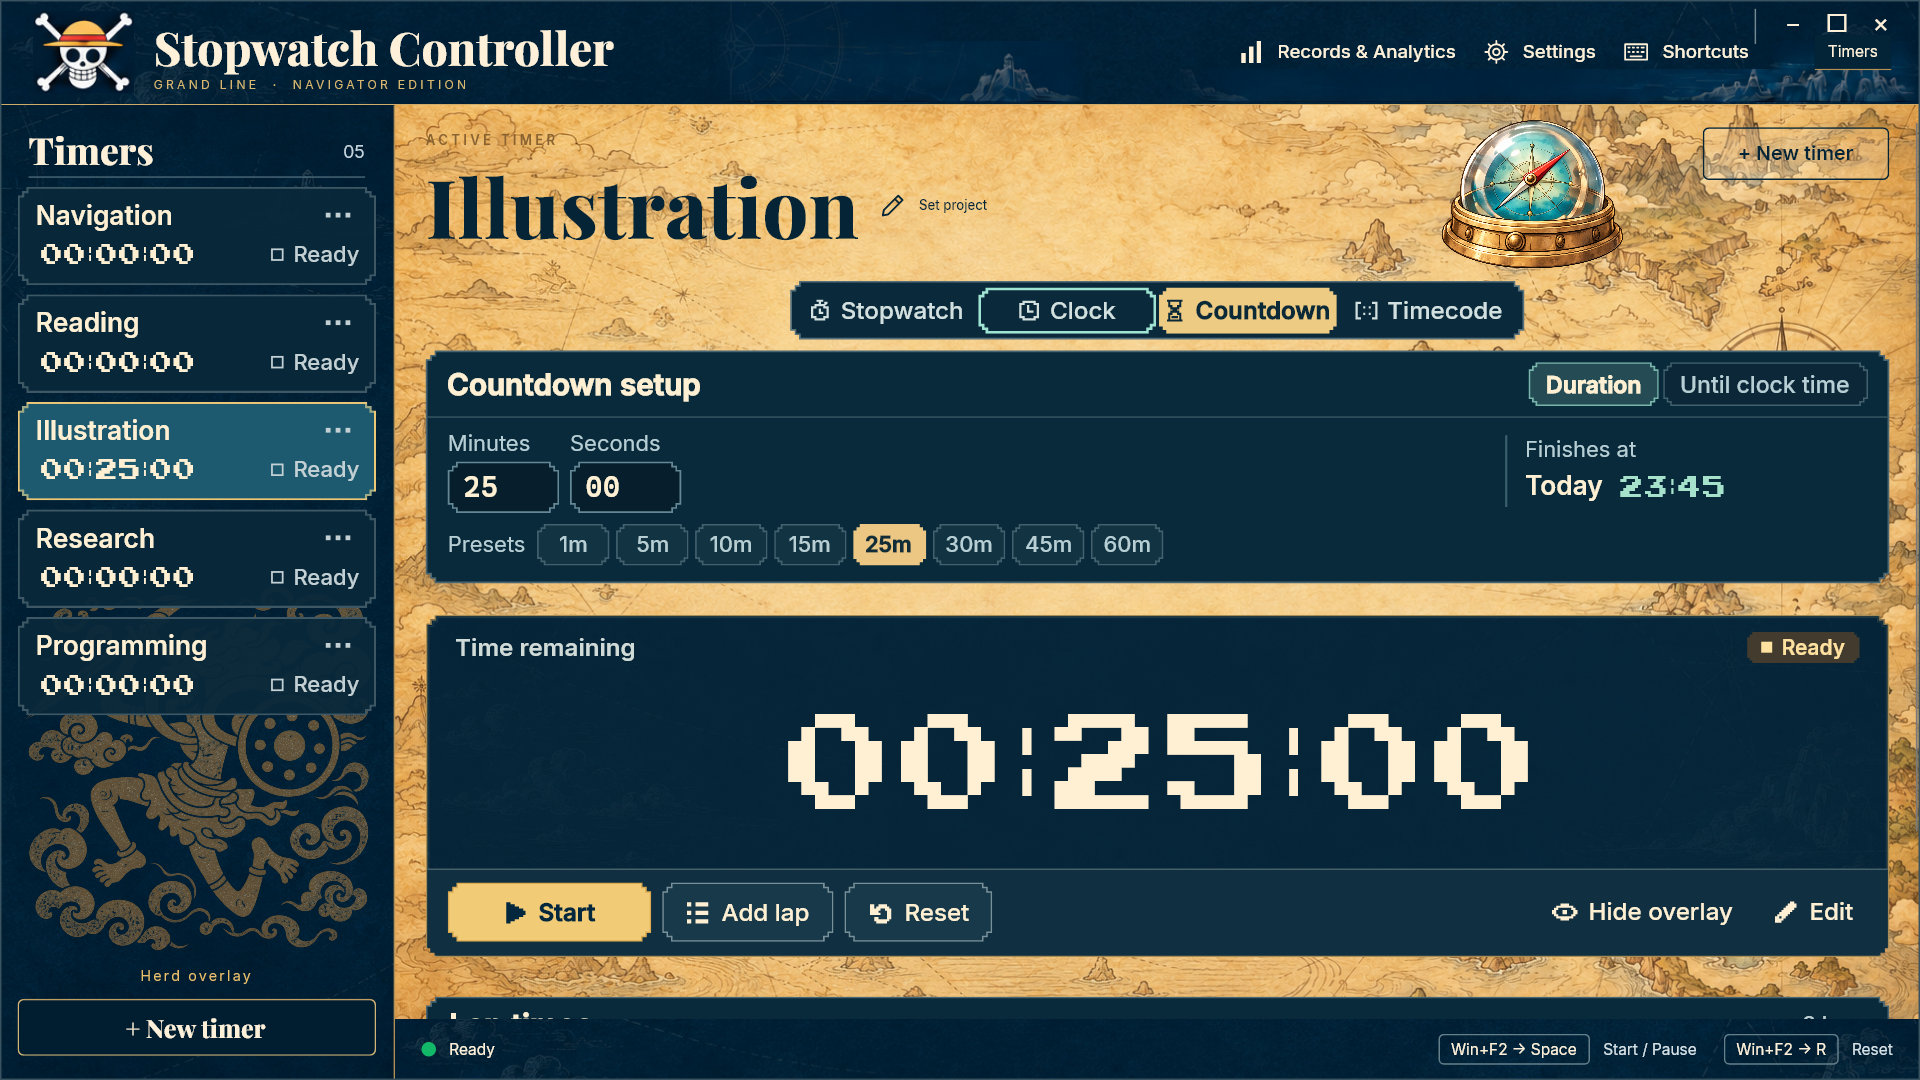 Stopwatch Controller
GRAND LINE · NAVIGATOR EDITION
Records & Analytics
Settings
Shortcuts
Timers
Timers
05
Navigation
00:00:00
Ready
Reading
00:00:00
Ready
Illustration
00:25:00
Ready
Research
00:00:00
Ready
Programming
00:00:00
Ready
Herd overlay
+ New timer
ACTIVE TIMER
Illustration
Set project
+ New timer
Stopwatch
Clock
Countdown
Timecode
Countdown setup
Duration
Until clock time
Minutes
Seconds
25
00
Finishes at
Today 23:45
Presets
1m
5m
10m
15m
25m
30m
45m
60m
Time remaining
Ready
00:25:00
Start
Add lap
Reset
Hide overlay
Edit
Lap times
Ready
Win+F2 → Space
Start / Pause
Win+F2 → R
Reset